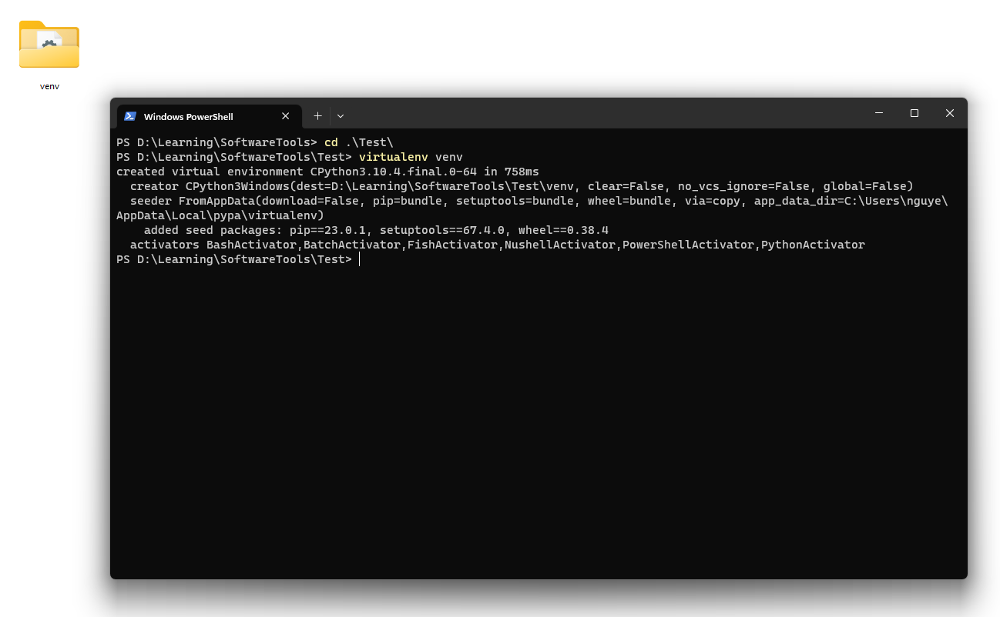 venv
Windows PowerShell
PS D:\Learning\SoftwareTools> cd .\Test\
PS D:\Learning\SoftwareTools\Test> virtualenv venv
created virtual environment CPython3.10.4.final.0-64 in 758ms
  creator CPython3Windows(dest=D:\Learning\SoftwareTools\Test\venv, clear=False, no_vcs_ignore=False, global=False)
  seeder FromAppData(download=False, pip=bundle, setuptools=bundle, wheel=bundle, via=copy, app_data_dir=C:\Users\nguye\
AppData\Local\pypa\virtualenv)
    added seed packages: pip==23.0.1, setuptools==67.4.0, wheel==0.38.4
  activators BashActivator,BatchActivator,FishActivator,NushellActivator,PowerShellActivator,PythonActivator
PS D:\Learning\SoftwareTools\Test>